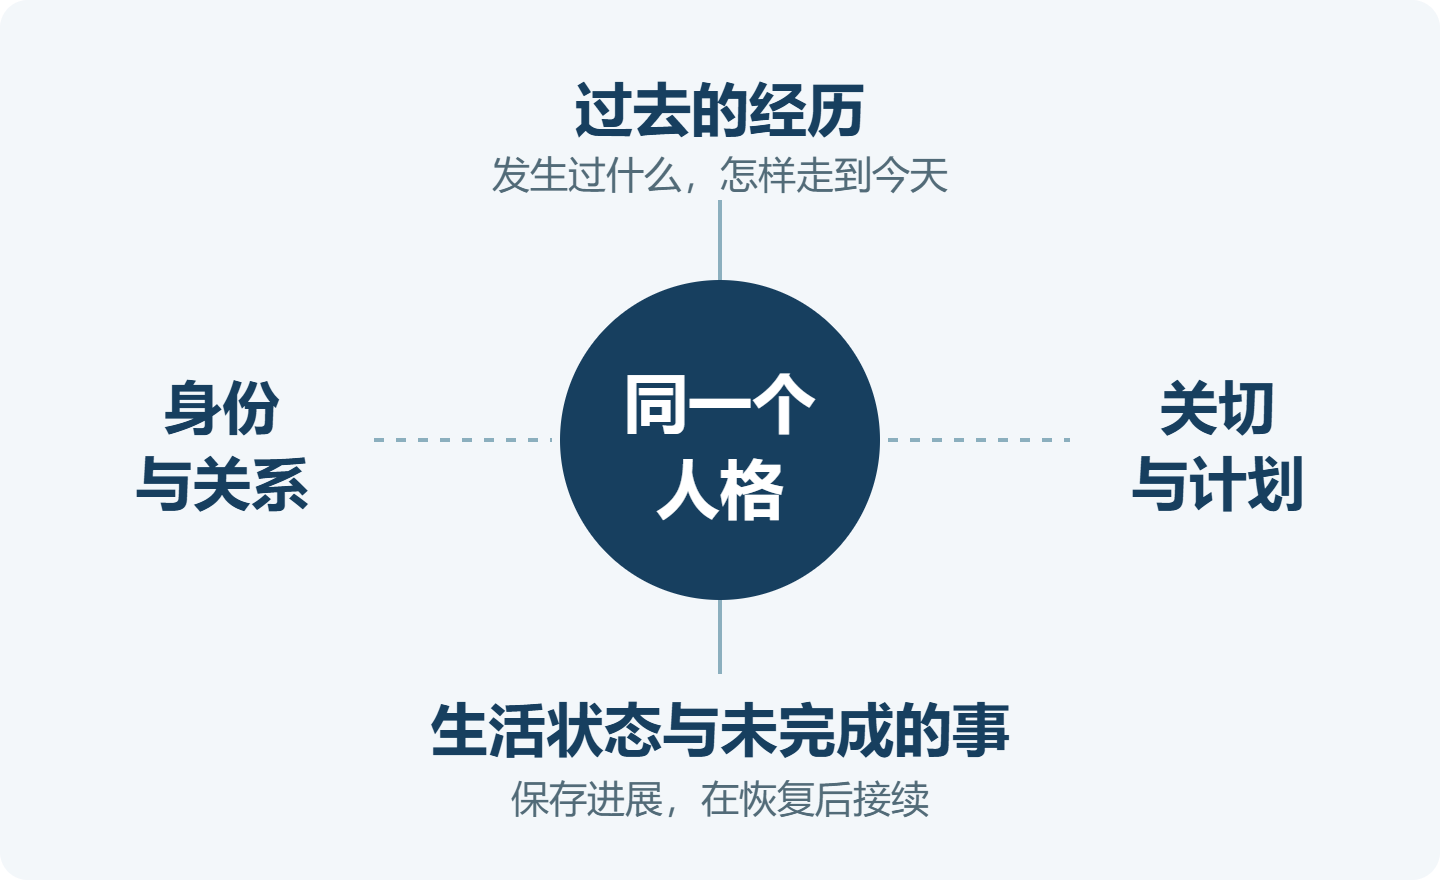 过去的经历
发生过什么，怎样走到今天
身份
与关系
同一个
人格
关切
与计划
生活状态与未完成的事
保存进展，在恢复后接续